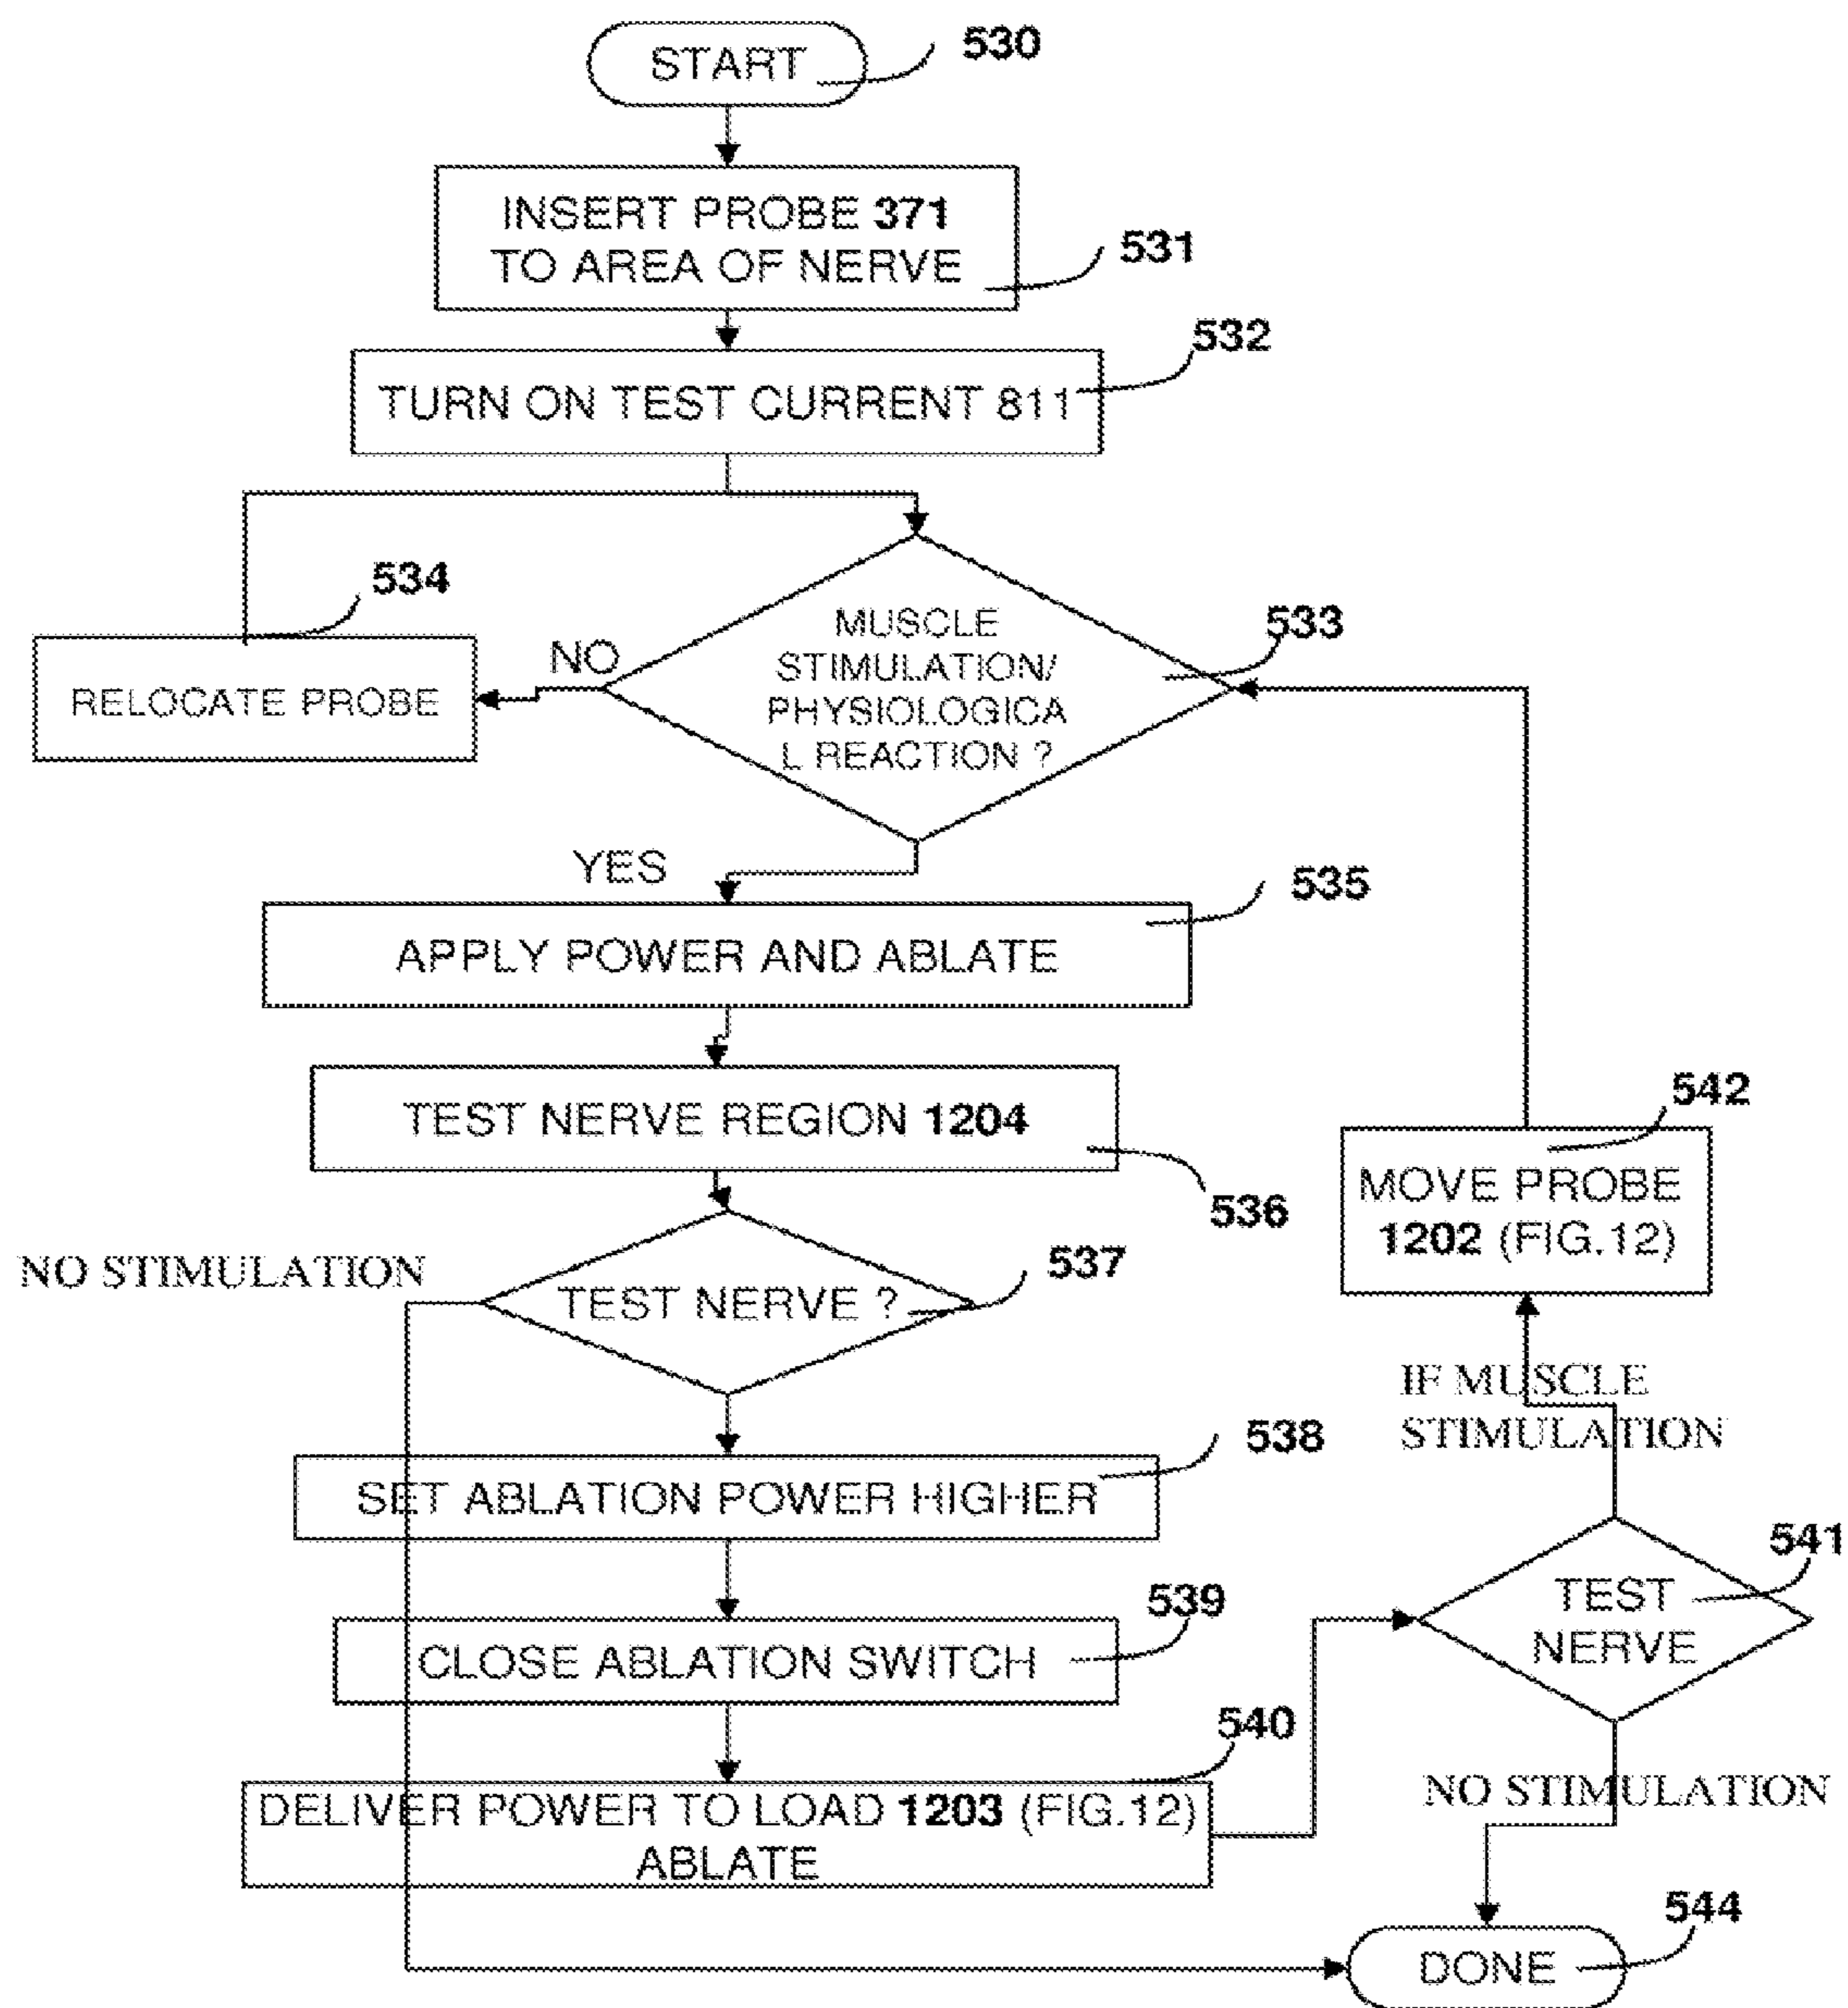 START
530
INSERT PROBE 371
TO AREA OF NERVE
531
532
TURN ON TEST CURRENT 811
534
533
MUSCLE
STIMULATION/
PHYSIOLOGICA
L REACTION ?
NO
RELOCATE PROBE
YES
535
APPLY POWER AND ABLATE
TEST NERVE REGION 1204
536
542
MOVE PROBE
1202 (FIG.12)
NO STIMULATION
537
TEST NERVE ?
IF MUSCLE
STIMULATION
538
SET ABLATION POWER HIGHER
541
TEST
NERVE
539
CLOSE ABLATION SWITCH
540
DELIVER POWER TO LOAD 1203 (FIG.12)
ABLATE
NO STIMULATION
544
DONE